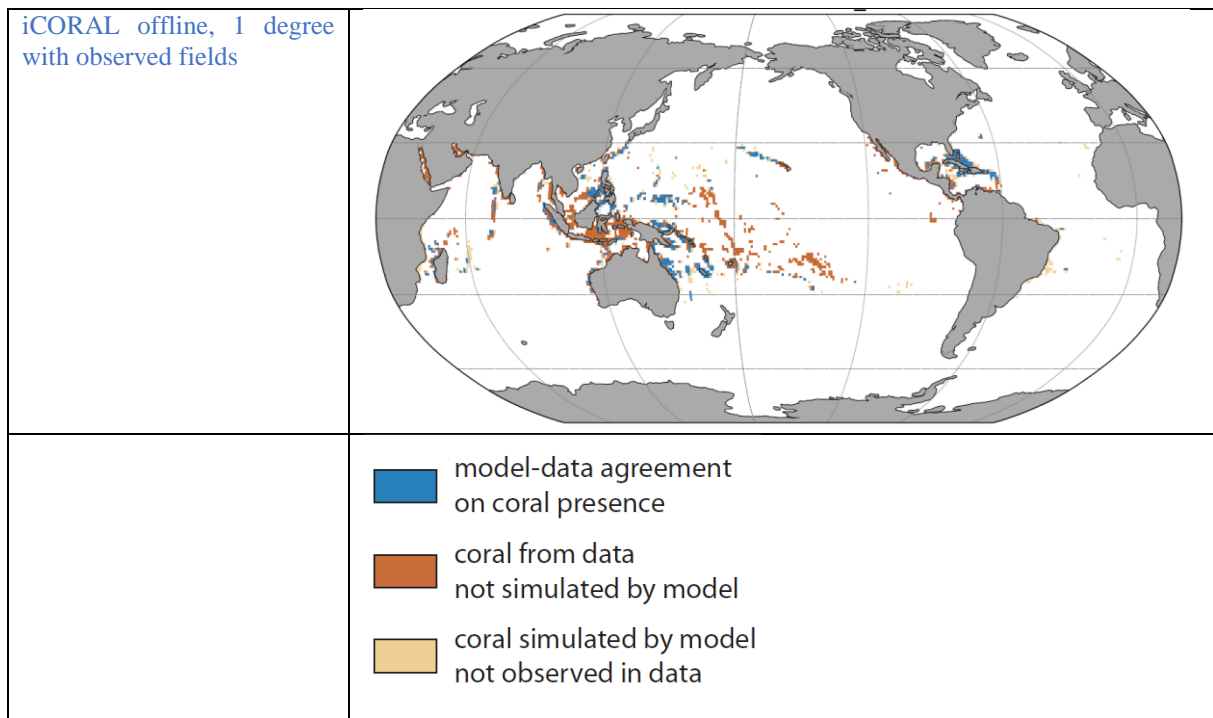 iCORAL offline, 1 degree
with observed fields
model-data agreement
on coral presence
coral from data
not simulated by model
coral simulated by model
not observed in data